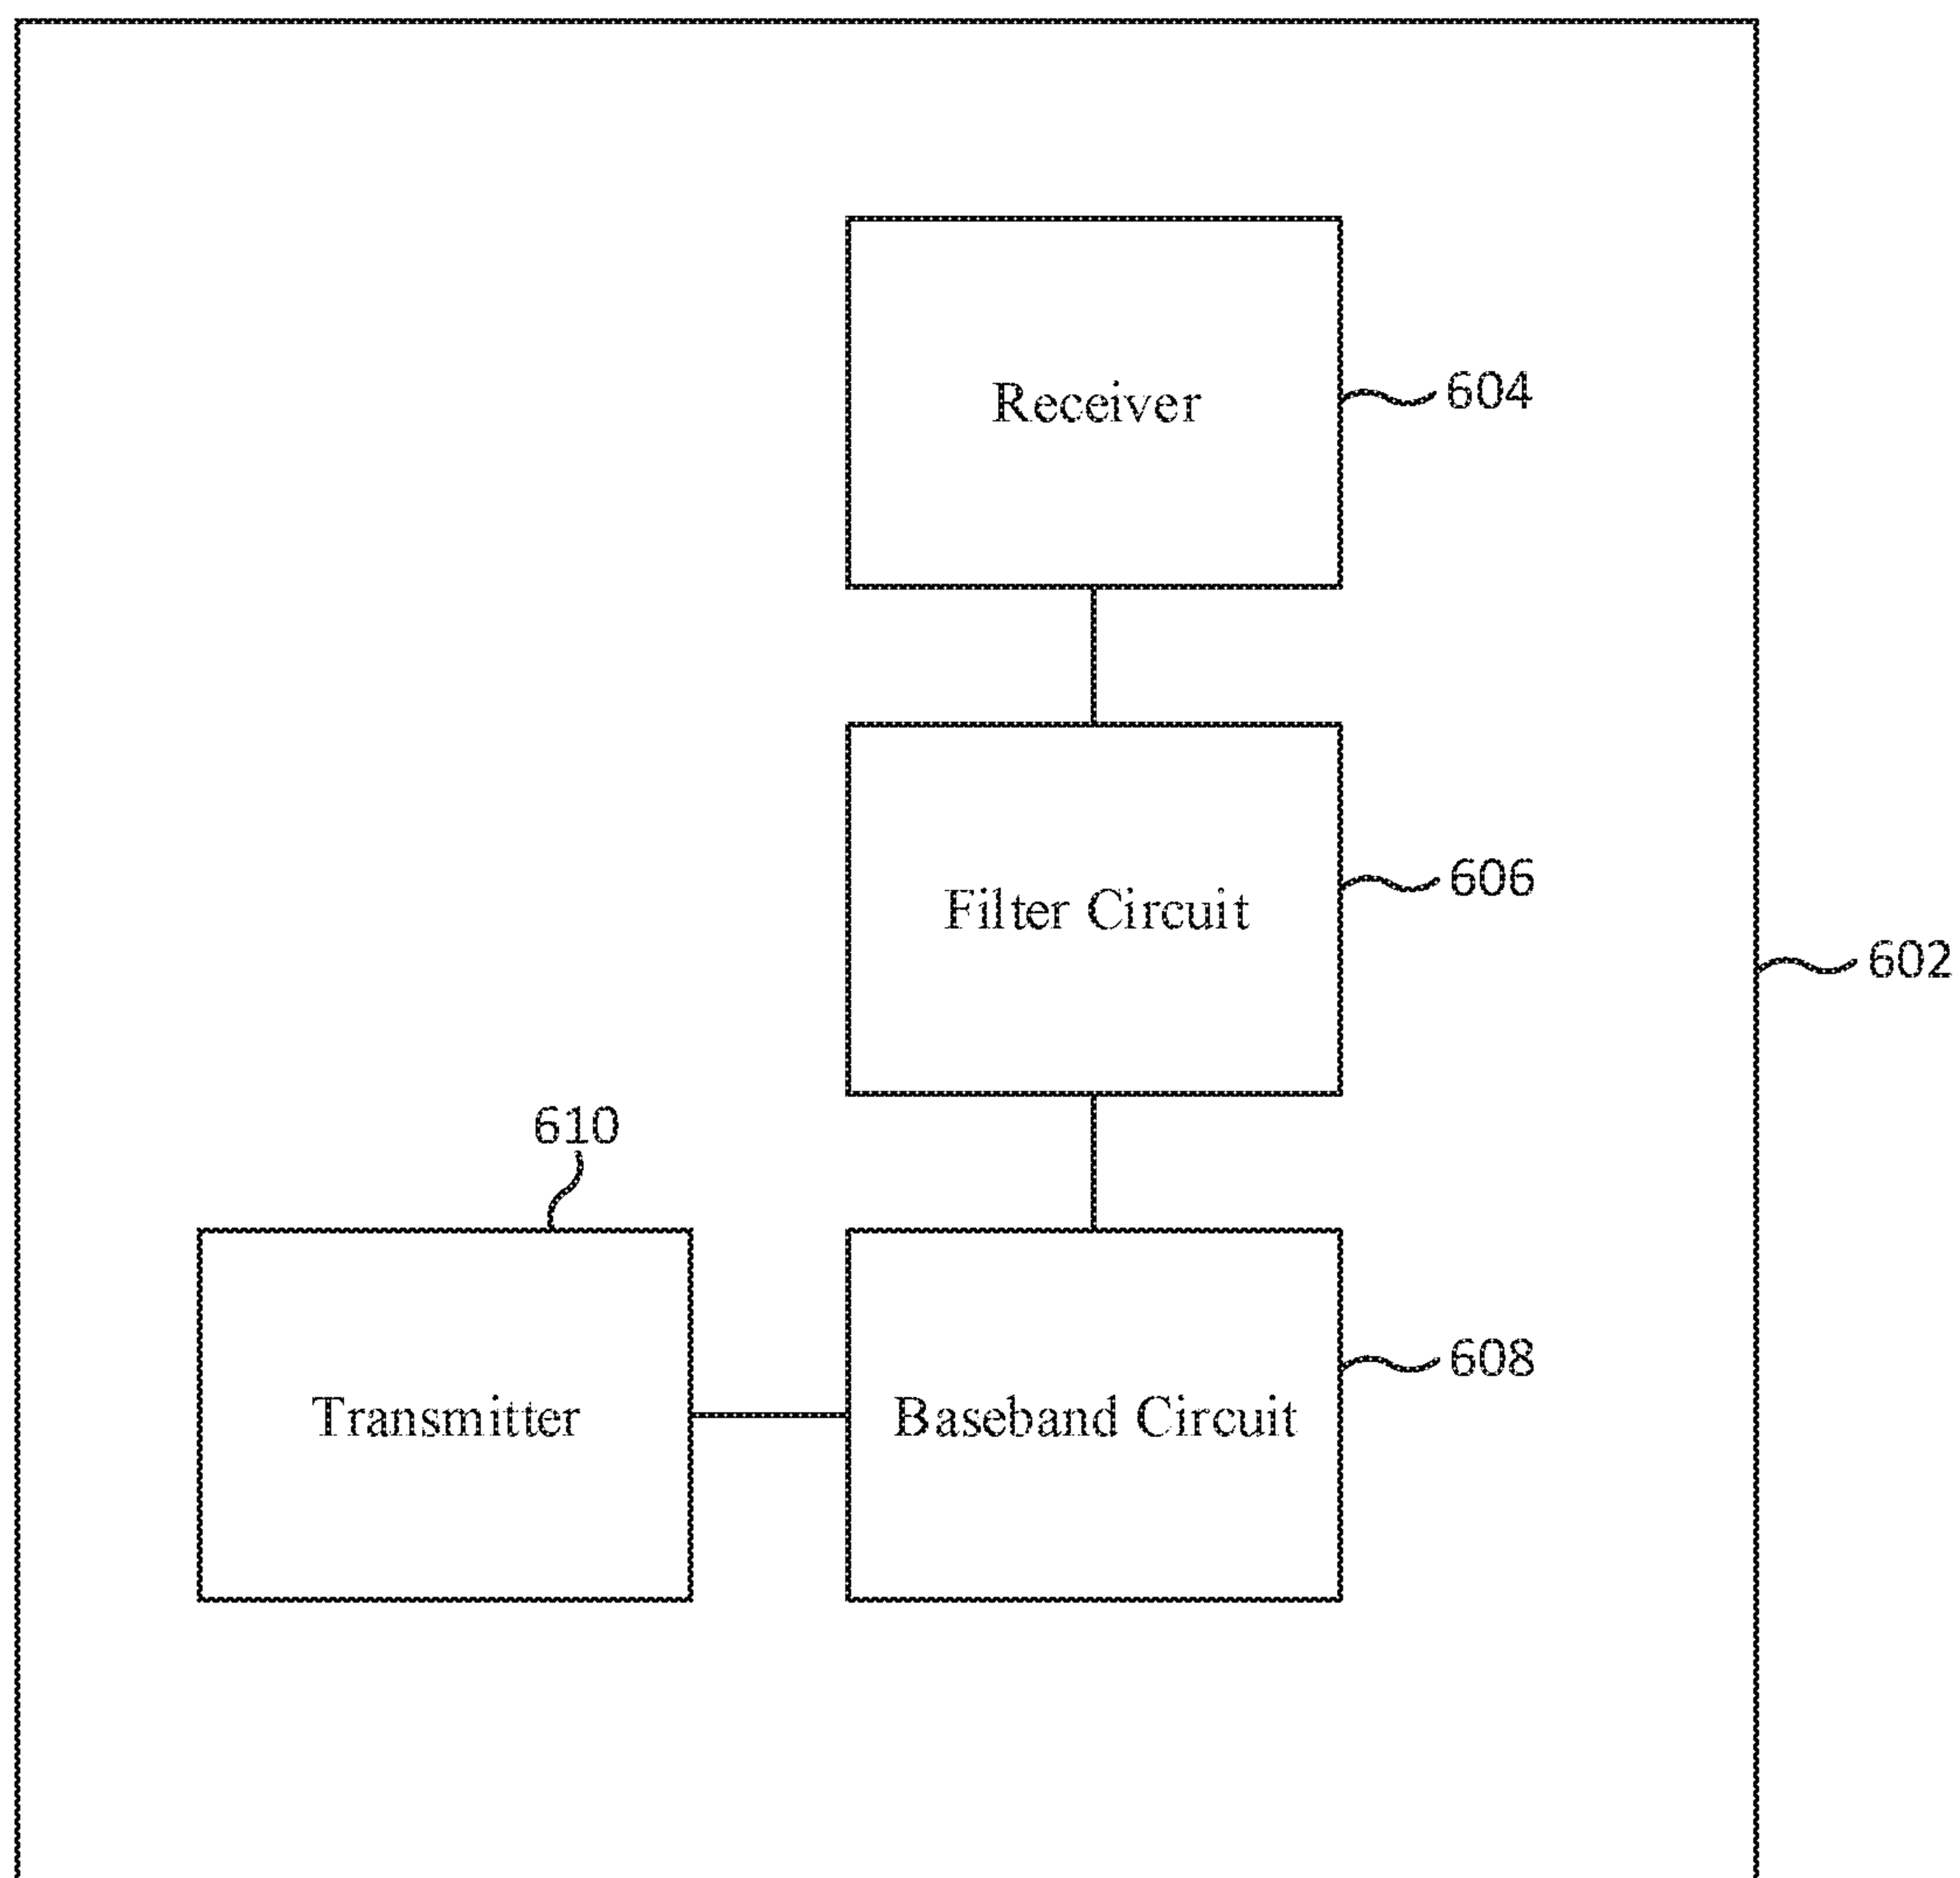 Receiver
604
Filter Circuit
606
602
610
Transmitter
Baseband Circuit
608